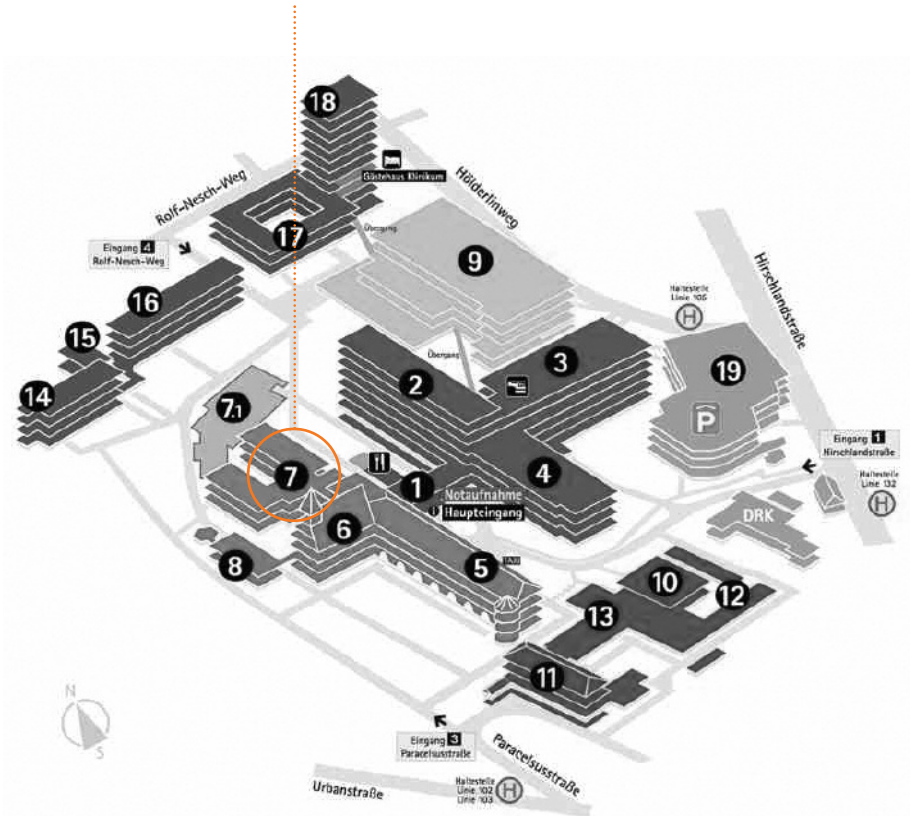 18
Gästehaus Klinikum
Hölderlinweg
Rolf-Nesch-Weg
17
Übergang
9
Eingang 4
Rolf-Nesch-Weg
Hirschlandstraße
16
Haltestelle
Linie 106
H
15
Übergang
3
2
19
14
7.1
P
Eingang 1
Hirschlandstraße
7
1
4
Notaufnahme
Haupteingang
Haltestelle
Linie 132
H
DRK
6
8
5
10
12
13
11
N
S
Eingang 3
Paracelsusstraße
Paracelsusstraße
Urbanstraße
Haltestelle
Linie 102
Linie 103
H